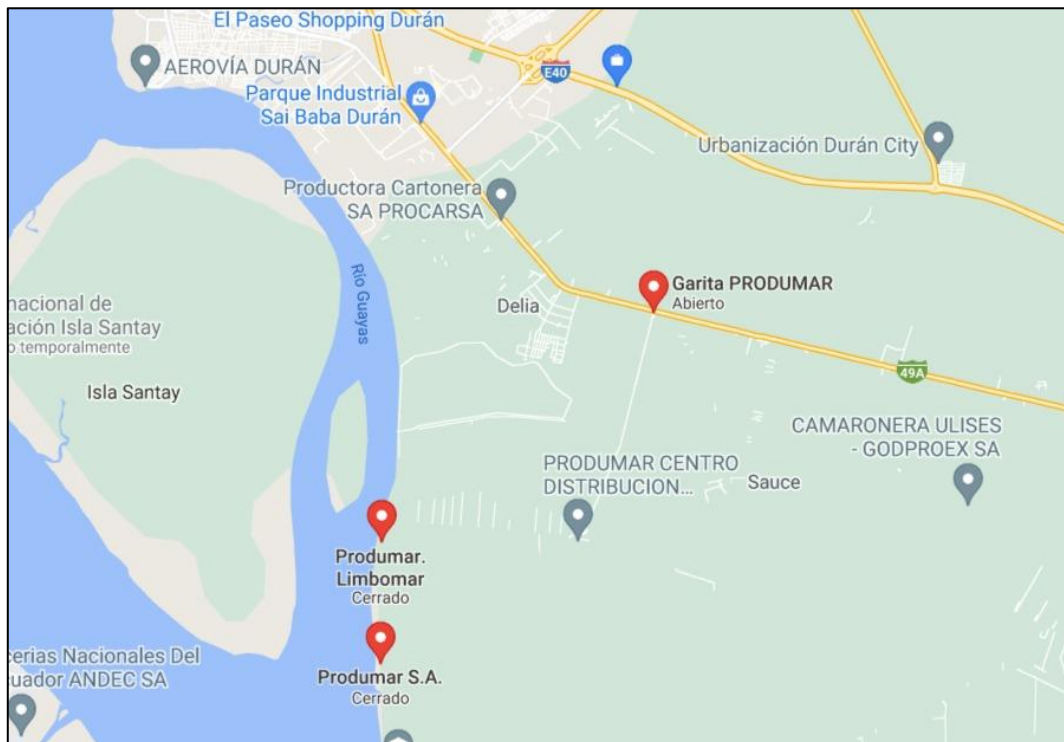 El Paseo Shopping Durán
AEROVÍA DURÁN
E40
Parque Industrial
Sai Baba Durán
Urbanización Durán City
Productora Cartonera
SA PROCARSA
Río Guayas
Garita PRODUMAR
Abierto
nacional de
ación Isla Santay
o temporalmente
Delia
49A
Isla Santay
CAMARONERA ULISES
- GODPROEX SA
PRODUMAR CENTRO
DISTRIBUCION...
Sauce
Produmar.
Limbomar
Cerrado
cerias Nacionales Del
cuador ANDEC SA
Produmar S.A.
Cerrado